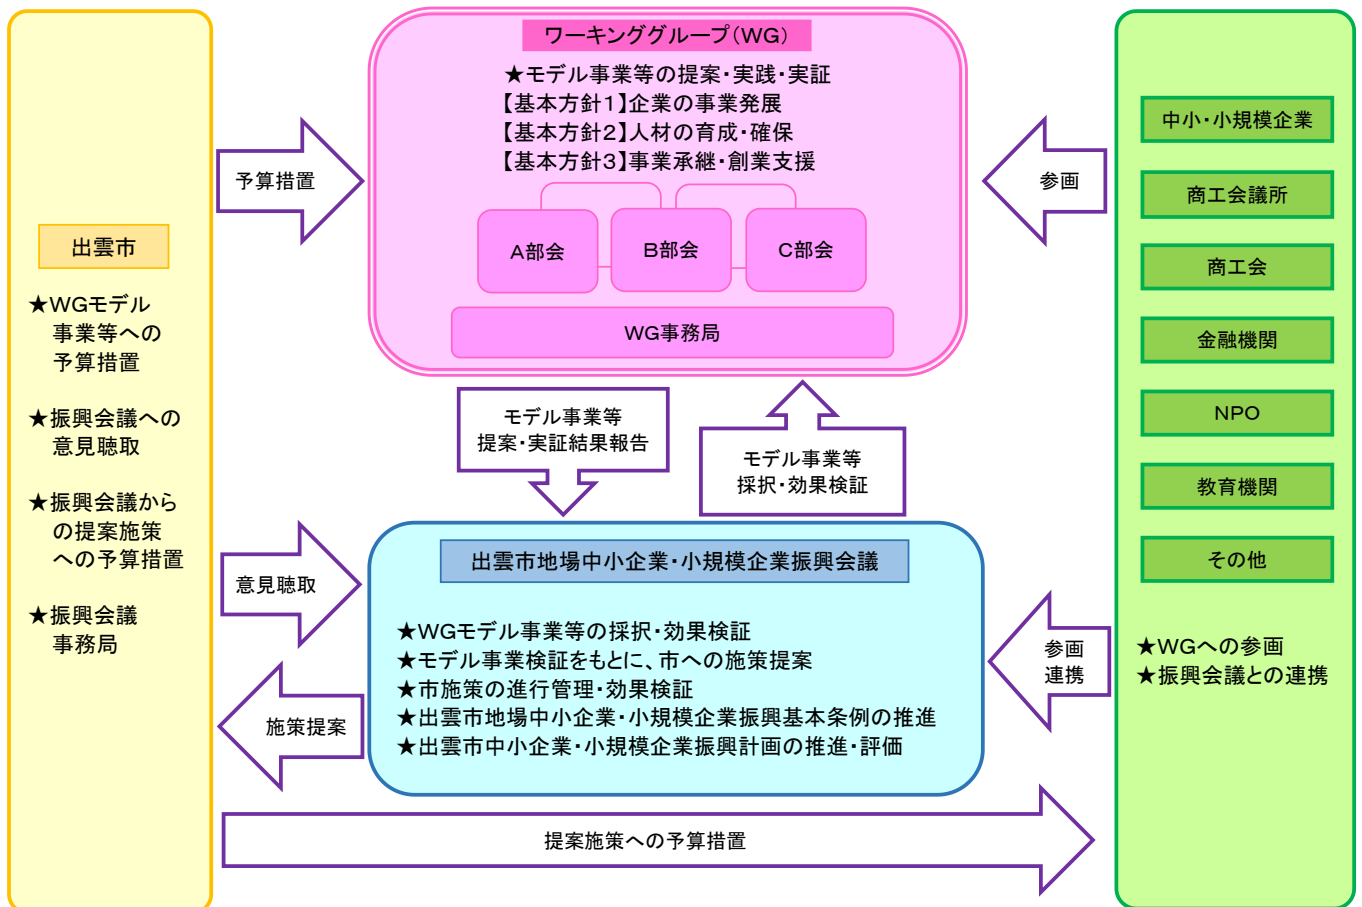 出雲市
★WGモデル
事業等への
予算措置
★振興会議への
意見聴取
★振興会議から
の提案施策
への予算措置
★振興会議
事務局
予算措置
意見聴取
施策提案
ワーキンググループ（WG）
★モデル事業等の提案・実践・実証
【基本方針1】企業の事業発展
【基本方針2】人材の育成・確保
【基本方針3】事業承継・創業支援
A部会
B部会
C部会
WG事務局
モデル事業等
提案・実証結果報告
モデル事業等
採択・効果検証
出雲市地場中小企業・小規模企業振興会議
★WGモデル事業等の採択・効果検証
★モデル事業検証をもとに、市への施策提案
★市施策の進行管理・効果検証
★出雲市地場中小企業・小規模企業振興基本条例の推進
★出雲市中小企業・小規模企業振興計画の推進・評価
提案施策への予算措置
参画
参画
連携
中小・小規模企業
商工会議所
商工会
金融機関
NPO
教育機関
その他
★WGへの参画
★振興会議との連携